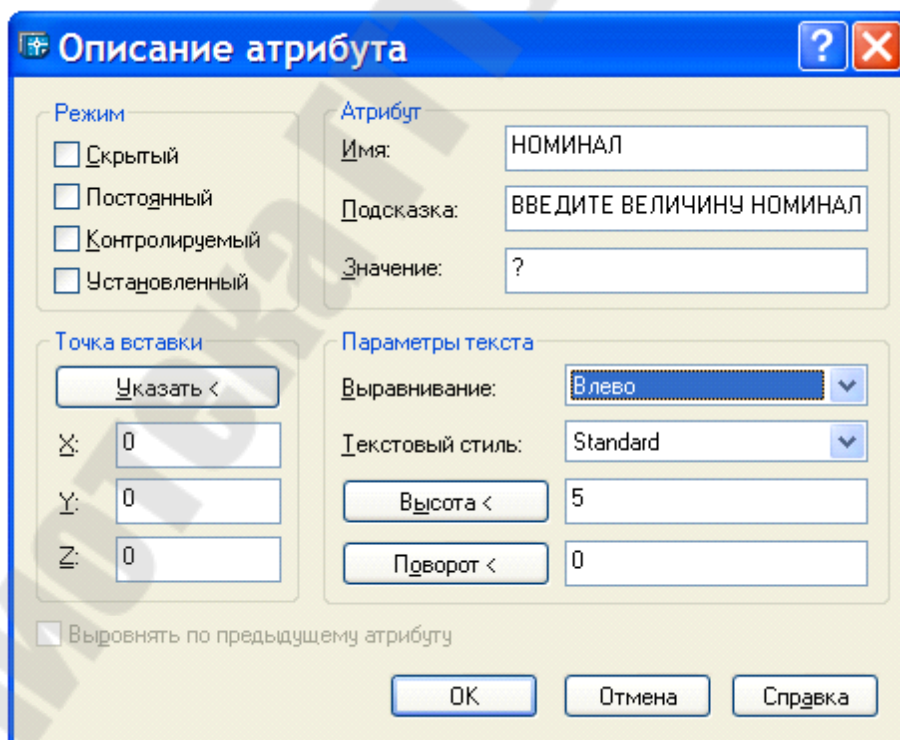 Описание атрибута
Режим
Скрытый
Постоянный
Контролируемый
Установленный
Атрибут
Имя: НОМИНАЛ
Подсказка: ВВЕДИТЕ ВЕЛИЧИНУ НОМИНАЛ
Значение: ?
Точка вставки
Указать <
X: 0
Y: 0
Z: 0
Параметры текста
Выравнивание: Влево
Текстовый стиль: Standard
Высота < 5
Поворот < 0
Выровнять по предыдущему атрибуту
OK Отмена Справка